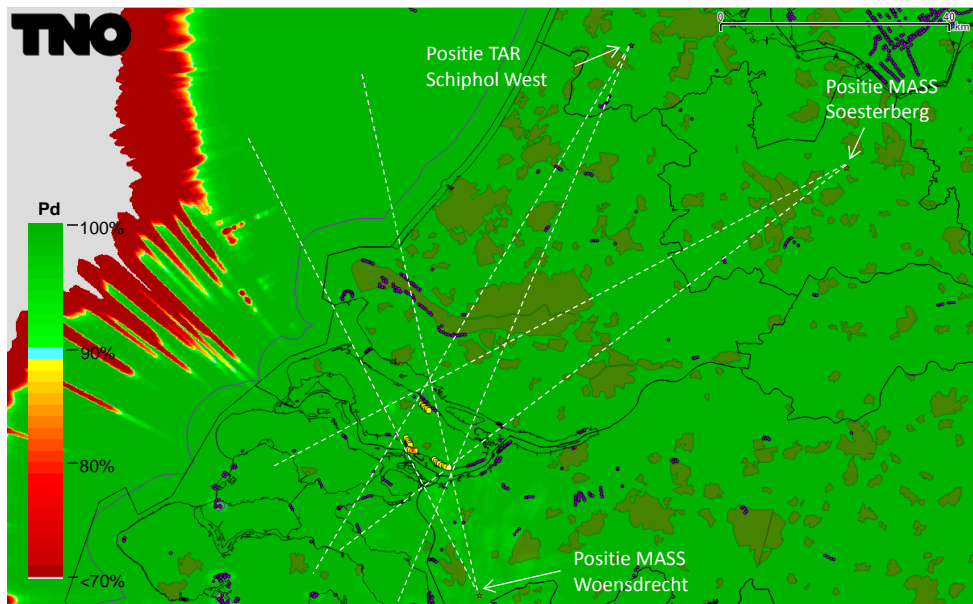 TNO
0
40
km
Positie TAR
Schiphol West
Positie MASS
Soesterberg
Pd
100%
90%
80%
<70%
Positie MASS
Woensdrecht